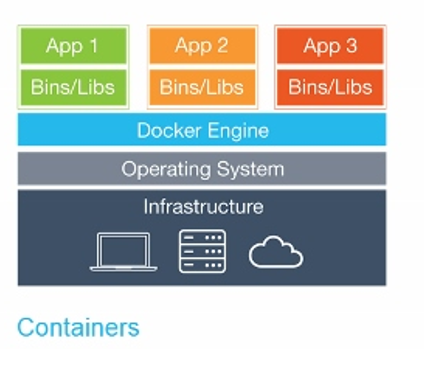 App 1 App 2 App 3
Bins/Libs Bins/Libs Bins/Libs
Docker Engine
Operating System
Infrastructure
Containers